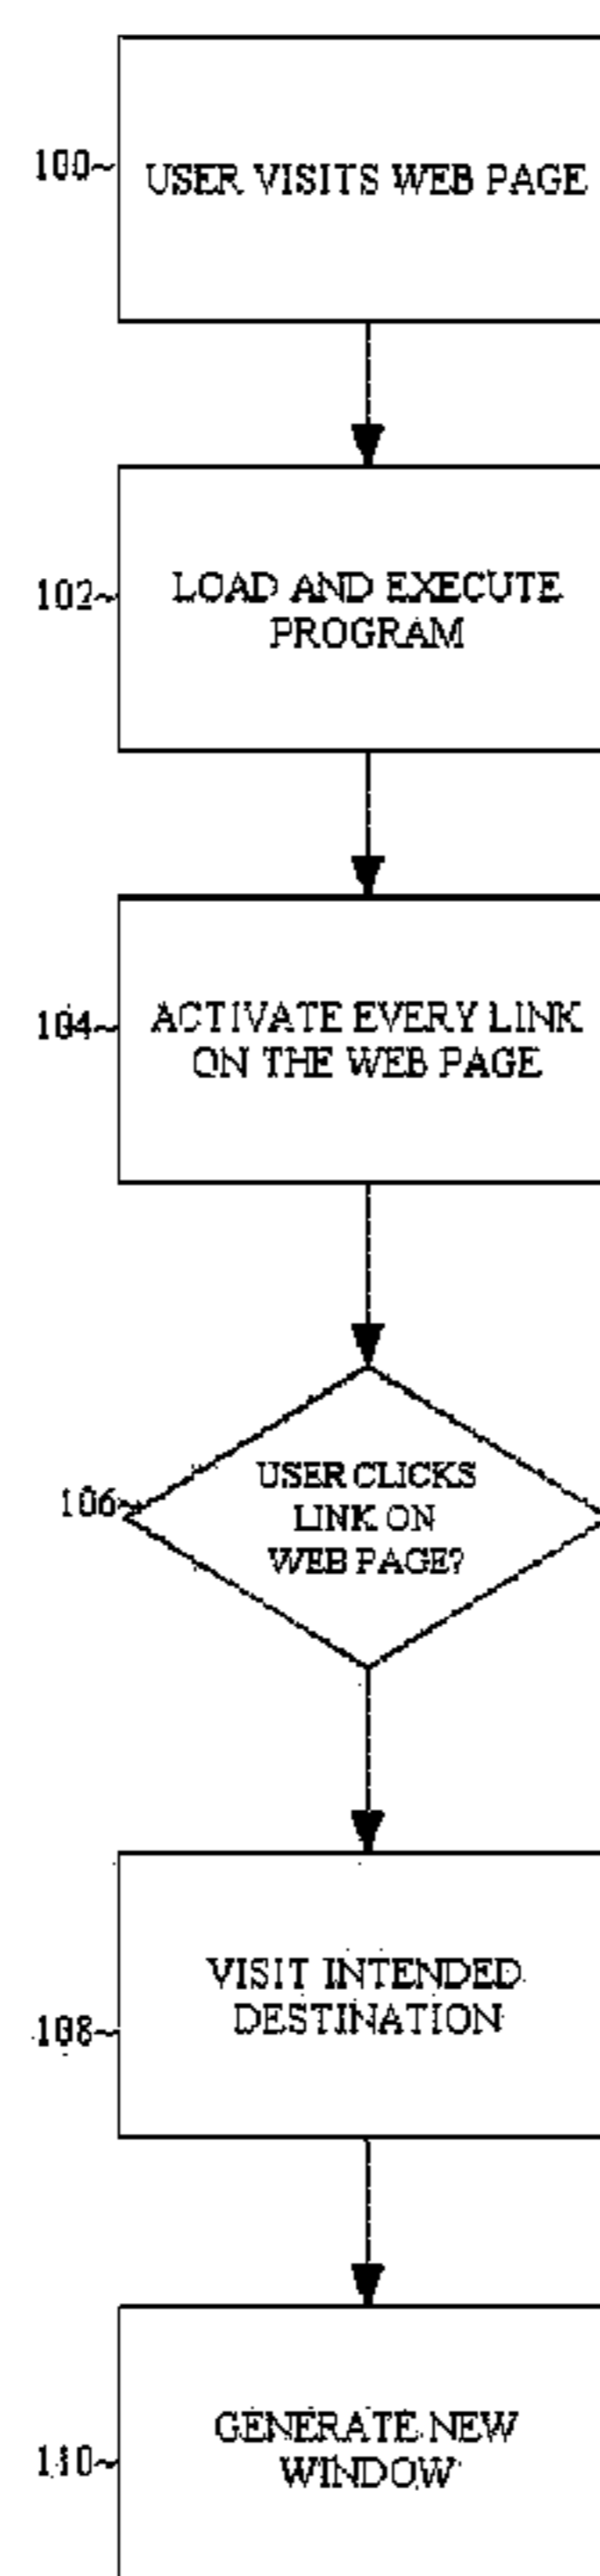 100~
USER VISITS WEB PAGE
102~
LOAD AND EXECUTE
PROGRAM
104~
ACTIVATE EVERY LINK
ON THE WEB PAGE
106~
USER CLICKS
LINK ON
WEB PAGE?
108~
VISIT INTENDED
DESTINATION
110~
GENERATE NEW
WINDOW